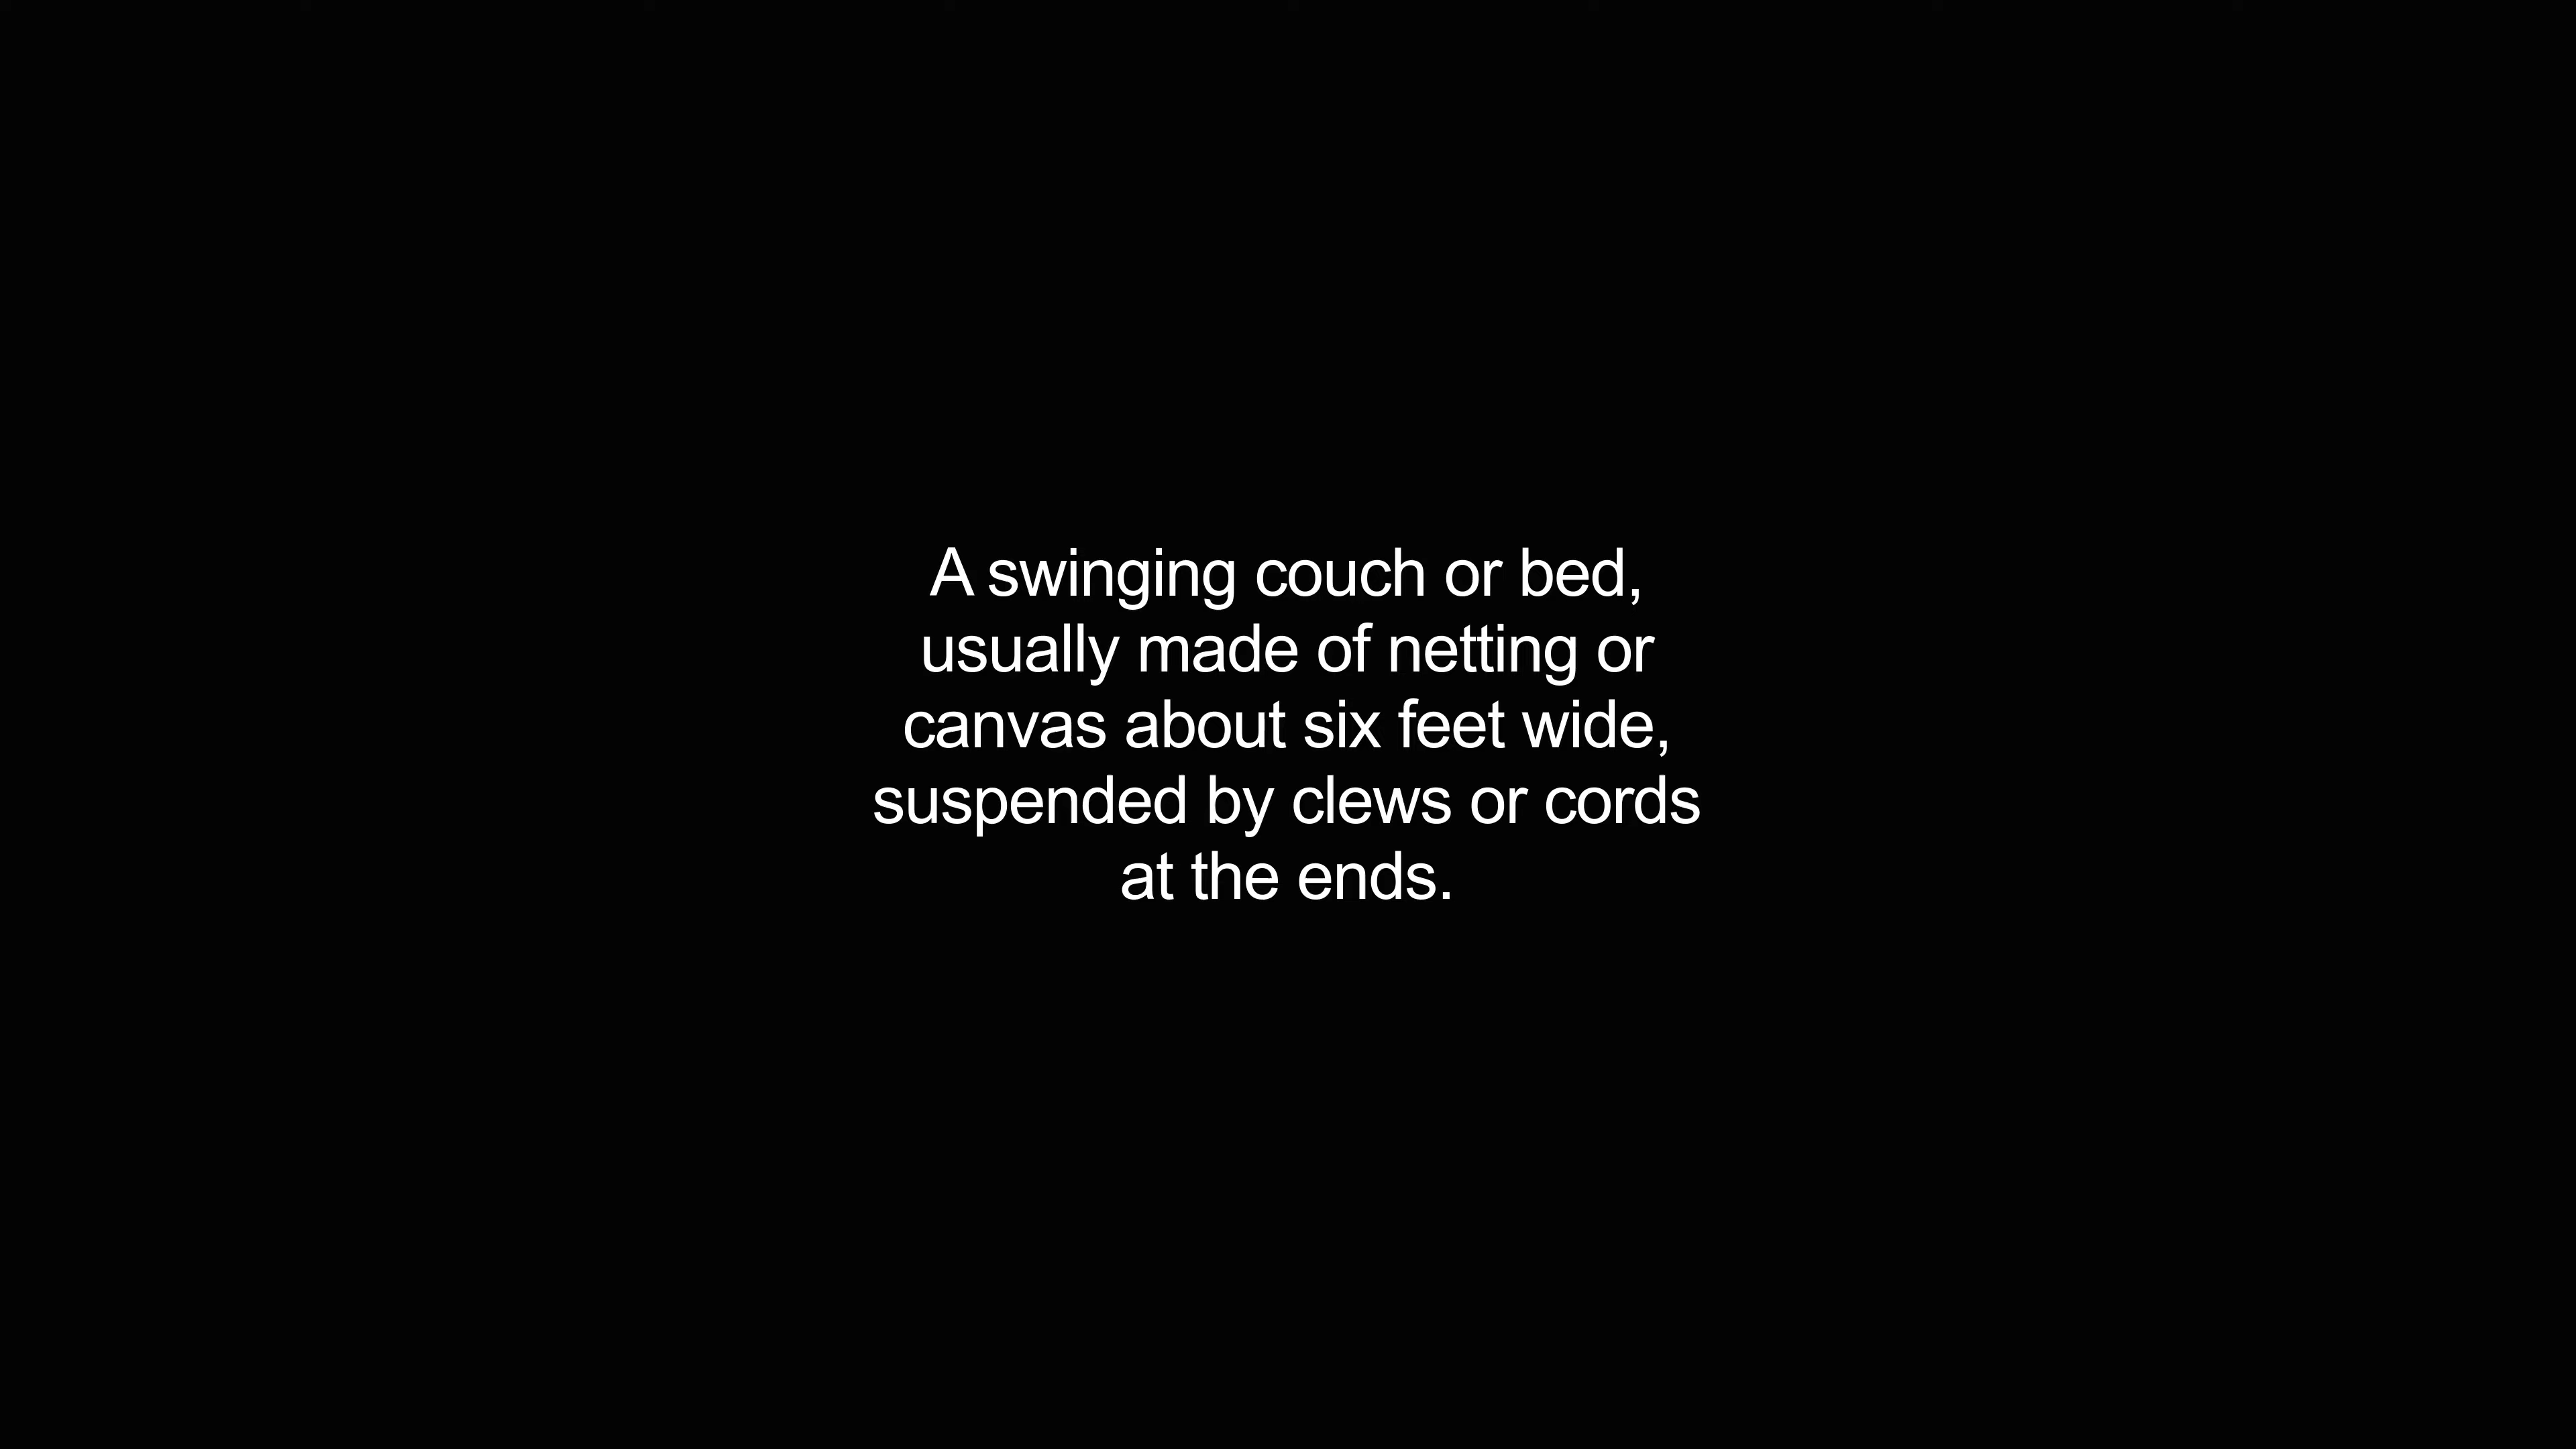 A swinging couch or bed,
usually made of netting or
canvas about six feet wide,
suspended by clews or cords
at the ends.